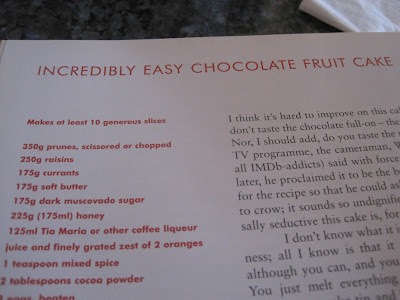 INCREDIBLY EASY CHOCOLATE FRUIT CAKE
Makes at least 10 generous slices
350g prunes, scissored or chopped
250g raisins
175g currants
175g soft butter
175g dark muscovado sugar
225g (175ml) honey
125ml Tia Maria or other coffee liqueur
juice and finely grated zest of 2 oranges
1 teaspoon mixed spice
2 tablespoons cocoa powder
eggs, beaten
I think it's hard to improve on this
don't taste the chocolate full-on – the
Nor, I should add, do you taste the
TV programme, the cameraman, W
all IMDb-addicts) said with force
later, he proclaimed it to be the b
for the recipe so that he could as
to crow; it sounds so undignifi
sally seductive this cake is, for
I don't know what it i
ness; all I know is that it
although you can, and you
You just melt everything